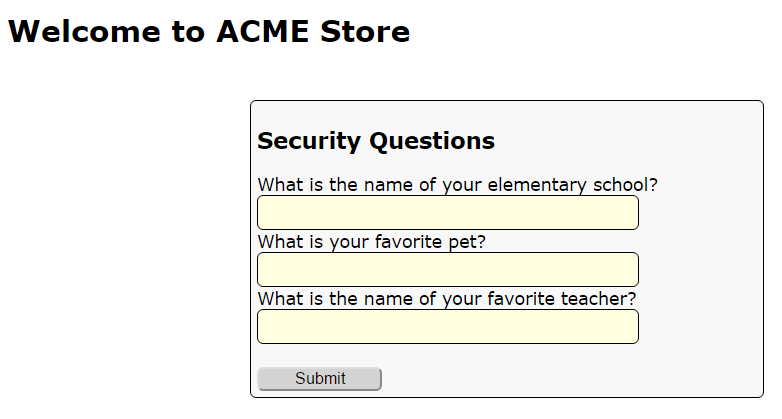 Welcome to ACME Store
Security Questions
What is the name of your elementary school?
What is your favorite pet?
What is the name of your favorite teacher?
Submit